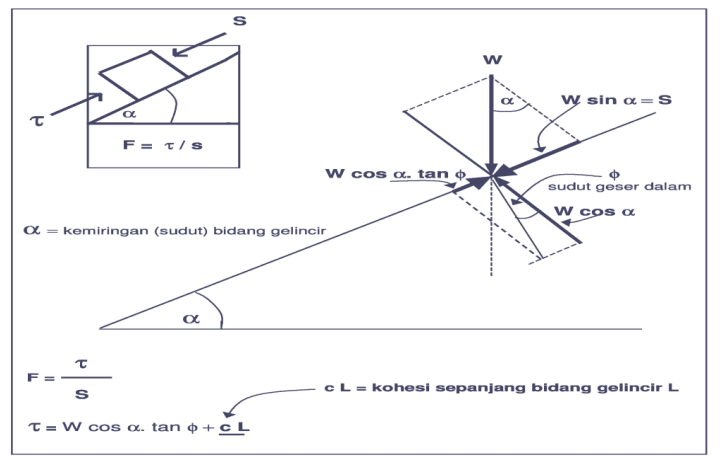 S
τ
α
F = τ / s
W
α
W sin α = S
W cos α. tan ϕ
ϕ
sudut geser dalam
W cos α
α = kemiringan (sudut) bidang gelincir
α
F = τ
S
c L = kohesi sepanjang bidang gelincir L
τ = W cos α. tan ϕ + c L